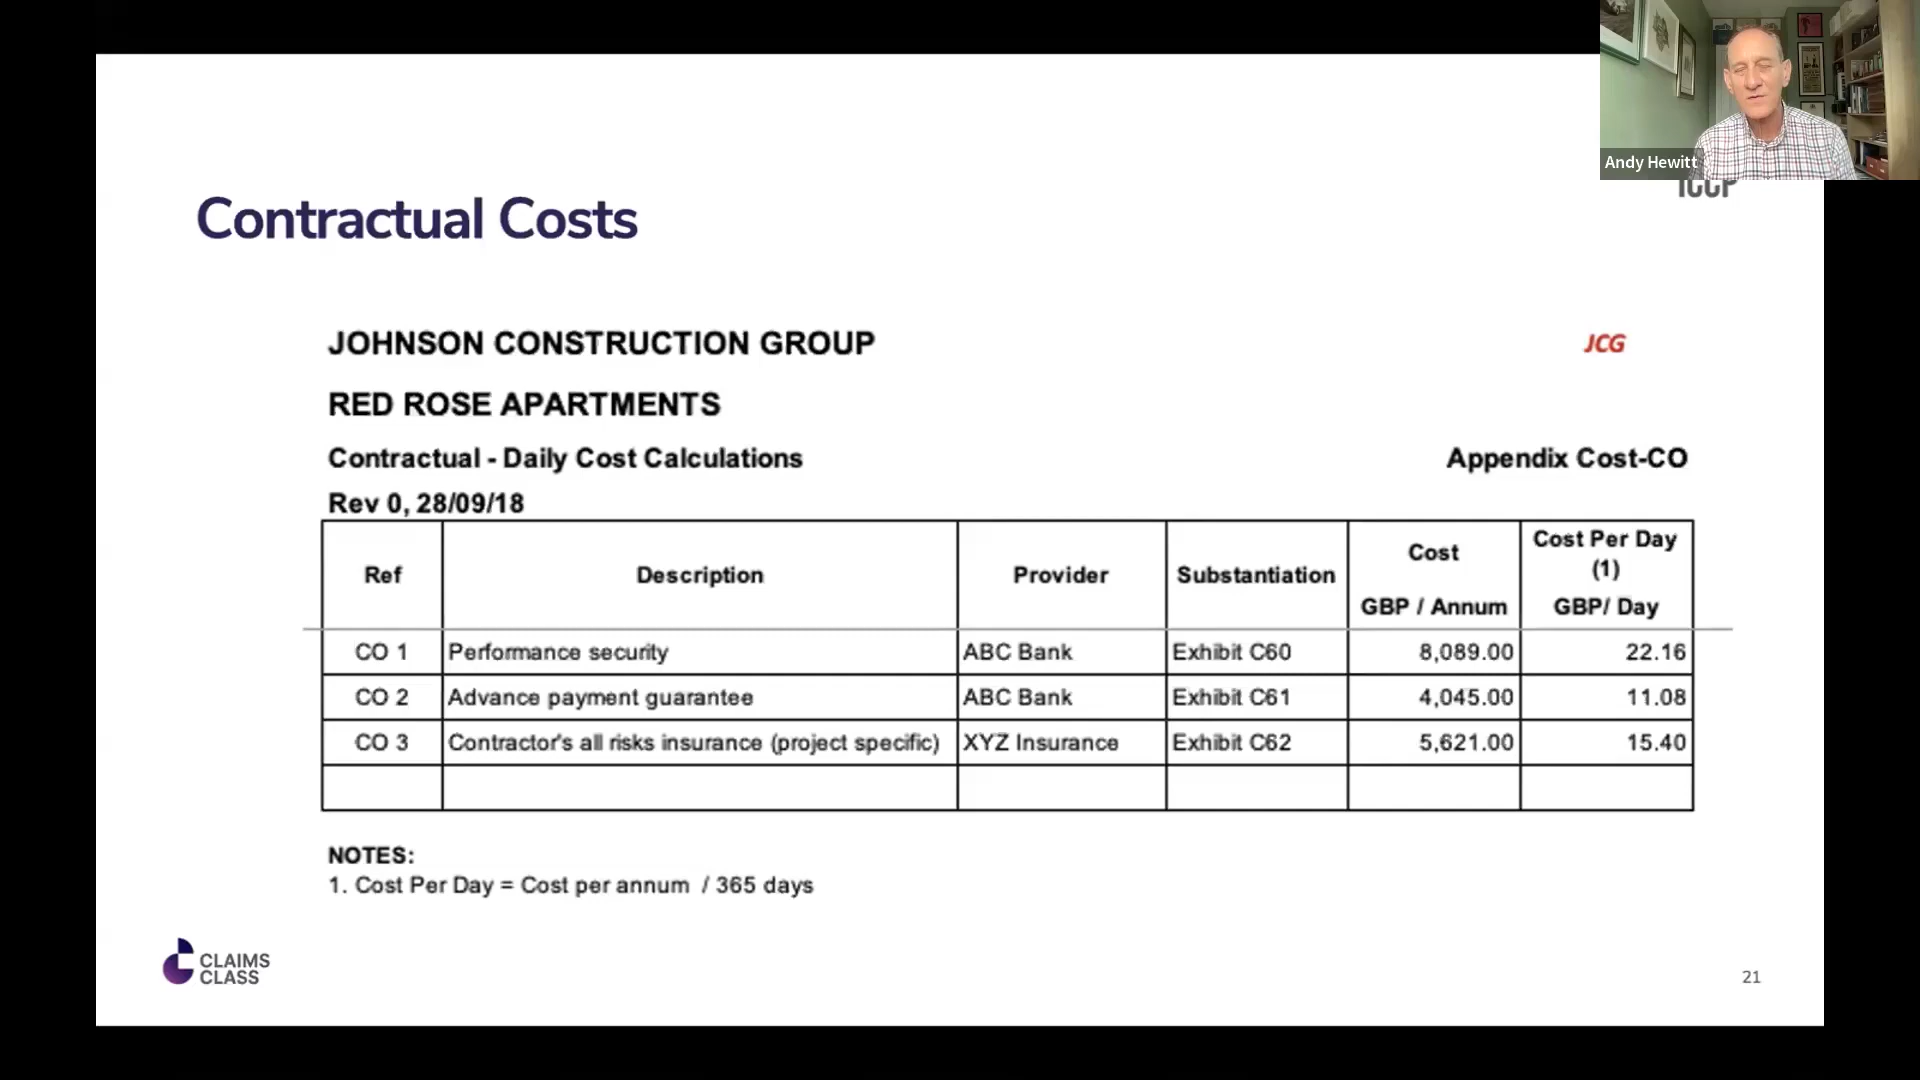 Andy Hewitt
ICCP
Contractual Costs
JOHNSON CONSTRUCTION GROUP
JCG
RED ROSE APARTMENTS
Contractual - Daily Cost Calculations
Appendix Cost-CO
Rev 0, 28/09/18
Ref Description Provider Substantiation Cost GBP / Annum Cost Per Day (1) GBP/ Day
CO 1 Performance security ABC Bank Exhibit C60 8,089.00 22.16
CO 2 Advance payment guarantee ABC Bank Exhibit C61 4,045.00 11.08
CO 3 Contractor's all risks insurance (project specific) XYZ Insurance Exhibit C62 5,621.00 15.40
NOTES:
1. Cost Per Day = Cost per annum / 365 days
CLAIMS
CLASS
21